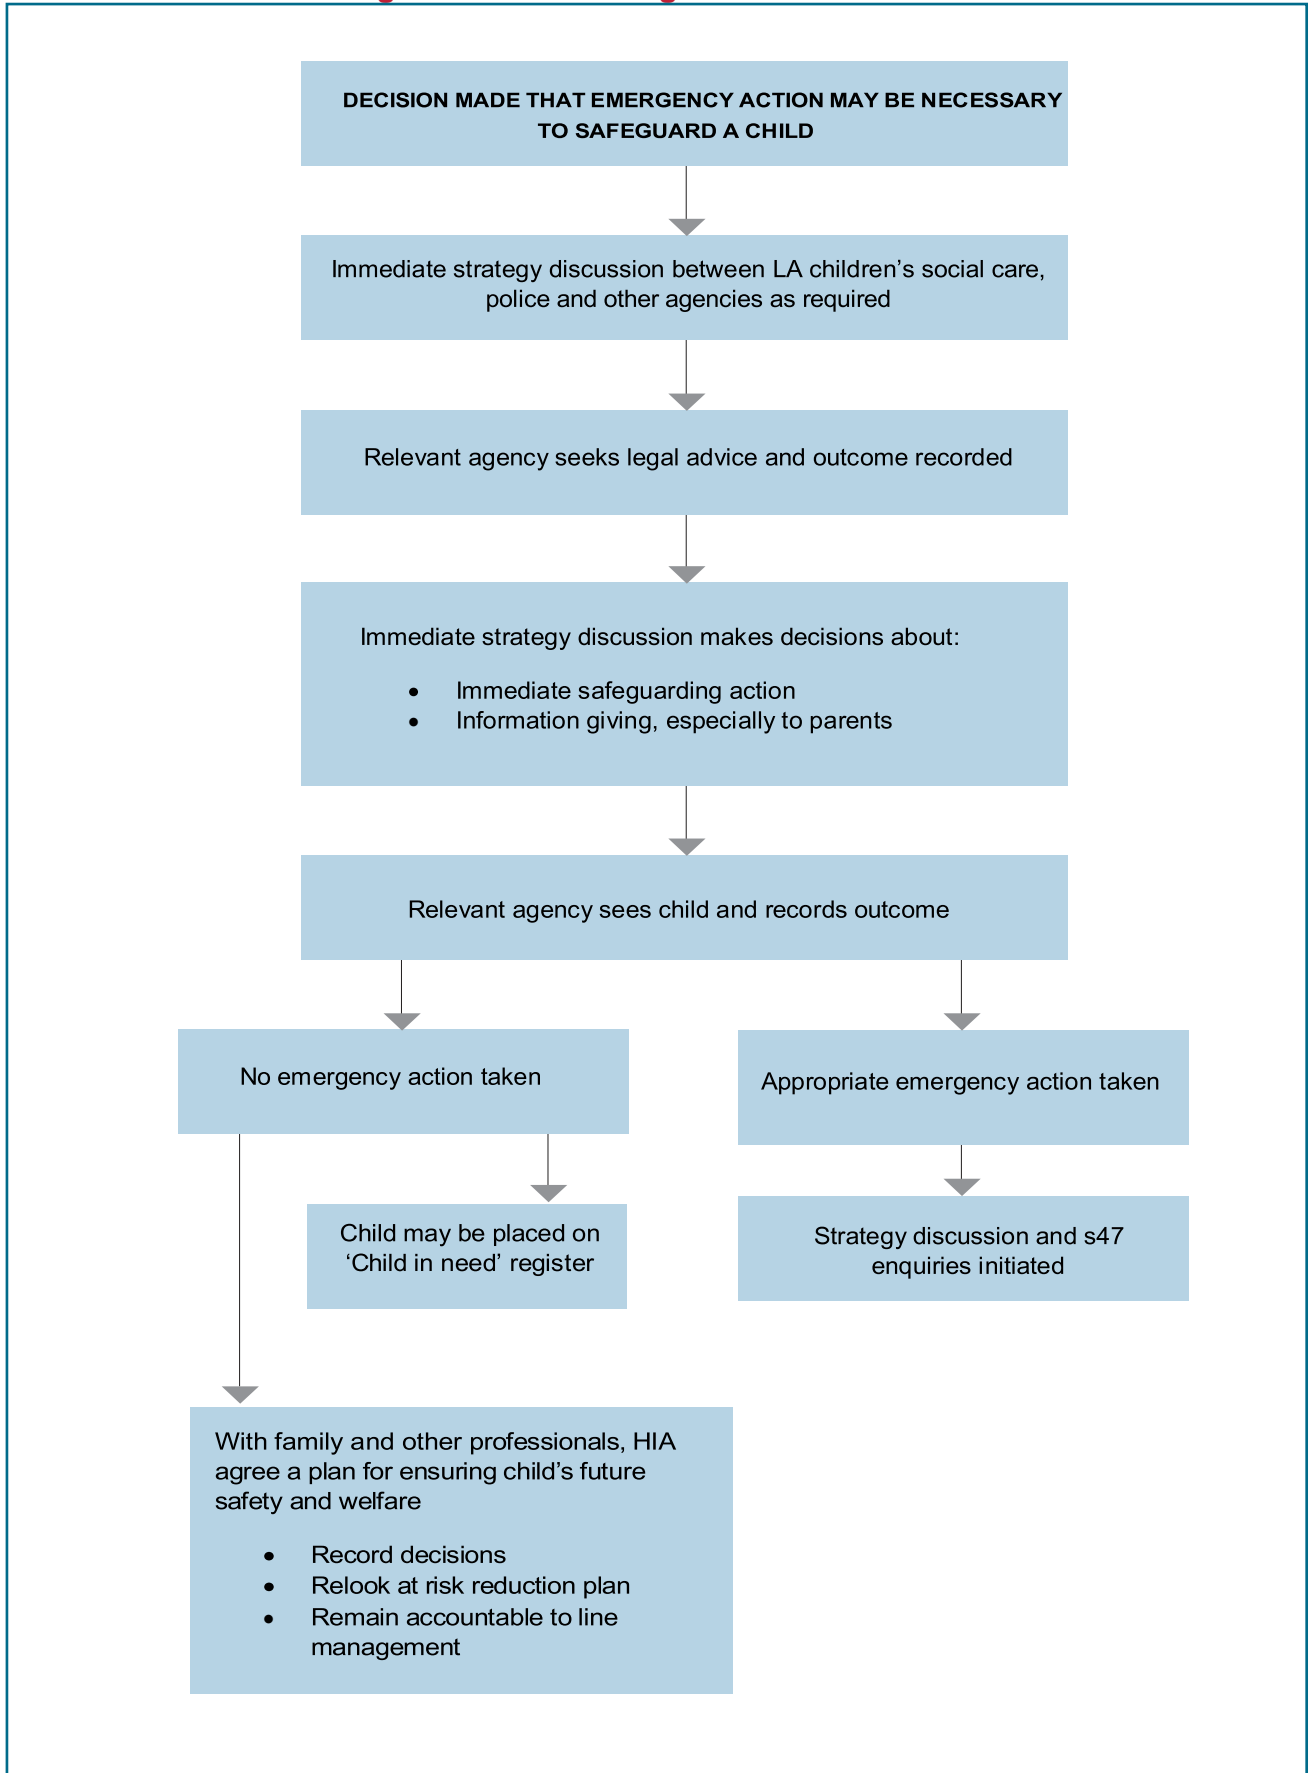 DECISION MADE THAT EMERGENCY ACTION MAY BE NECESSARY
TO SAFEGUARD A CHILD
Immediate strategy discussion between LA children’s social care,
police and other agencies as required
Relevant agency seeks legal advice and outcome recorded
Immediate strategy discussion makes decisions about:
• Immediate safeguarding action
• Information giving, especially to parents
Relevant agency sees child and records outcome
No emergency action taken
Appropriate emergency action taken
Child may be placed on
‘Child in need’ register
Strategy discussion and s47
enquiries initiated
With family and other professionals, HIA
agree a plan for ensuring child’s future
safety and welfare
• Record decisions
• Relook at risk reduction plan
• Remain accountable to line
management